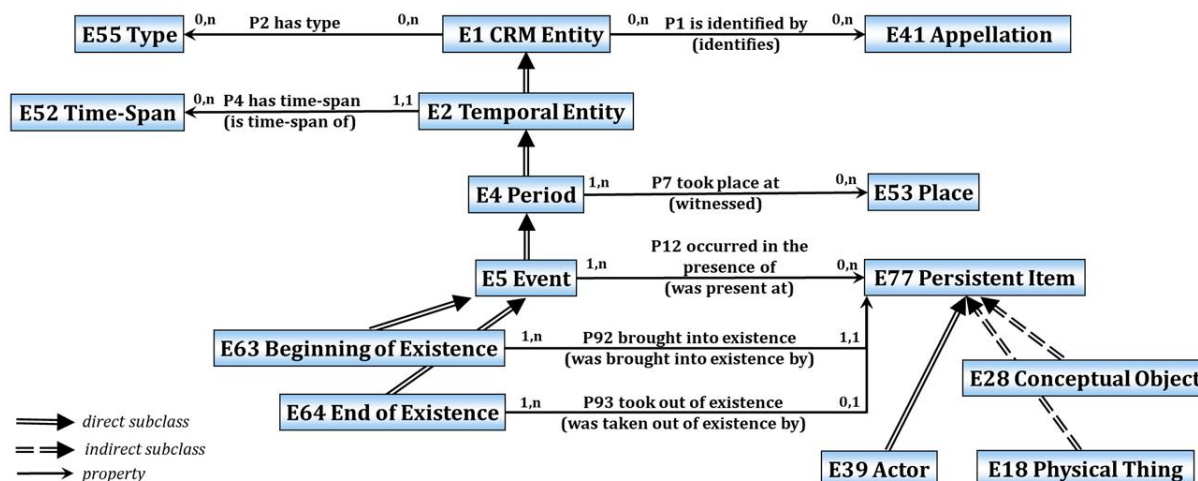 E55 Type
0,n P2 has type 0,n
E1 CRM Entity
0,n P1 is identified by 0,n
(identifies)
E41 Appellation
E52 Time-Span
0,n P4 has time-span 1,1
(is time-span of)
E2 Temporal Entity
E4 Period
1,n P7 took place at 0,n
(witnessed)
E53 Place
E5 Event
P12 occurred in the
1,n presence of 0,n
(was present at)
E77 Persistent Item
E63 Beginning of Existence
1,n P92 brought into existence 1,1
(was brought into existence by)
E28 Conceptual Object
E64 End of Existence
1,n P93 took out of existence 0,1
(was taken out of existence by)
direct subclass
indirect subclass
property
E39 Actor
E18 Physical Thing